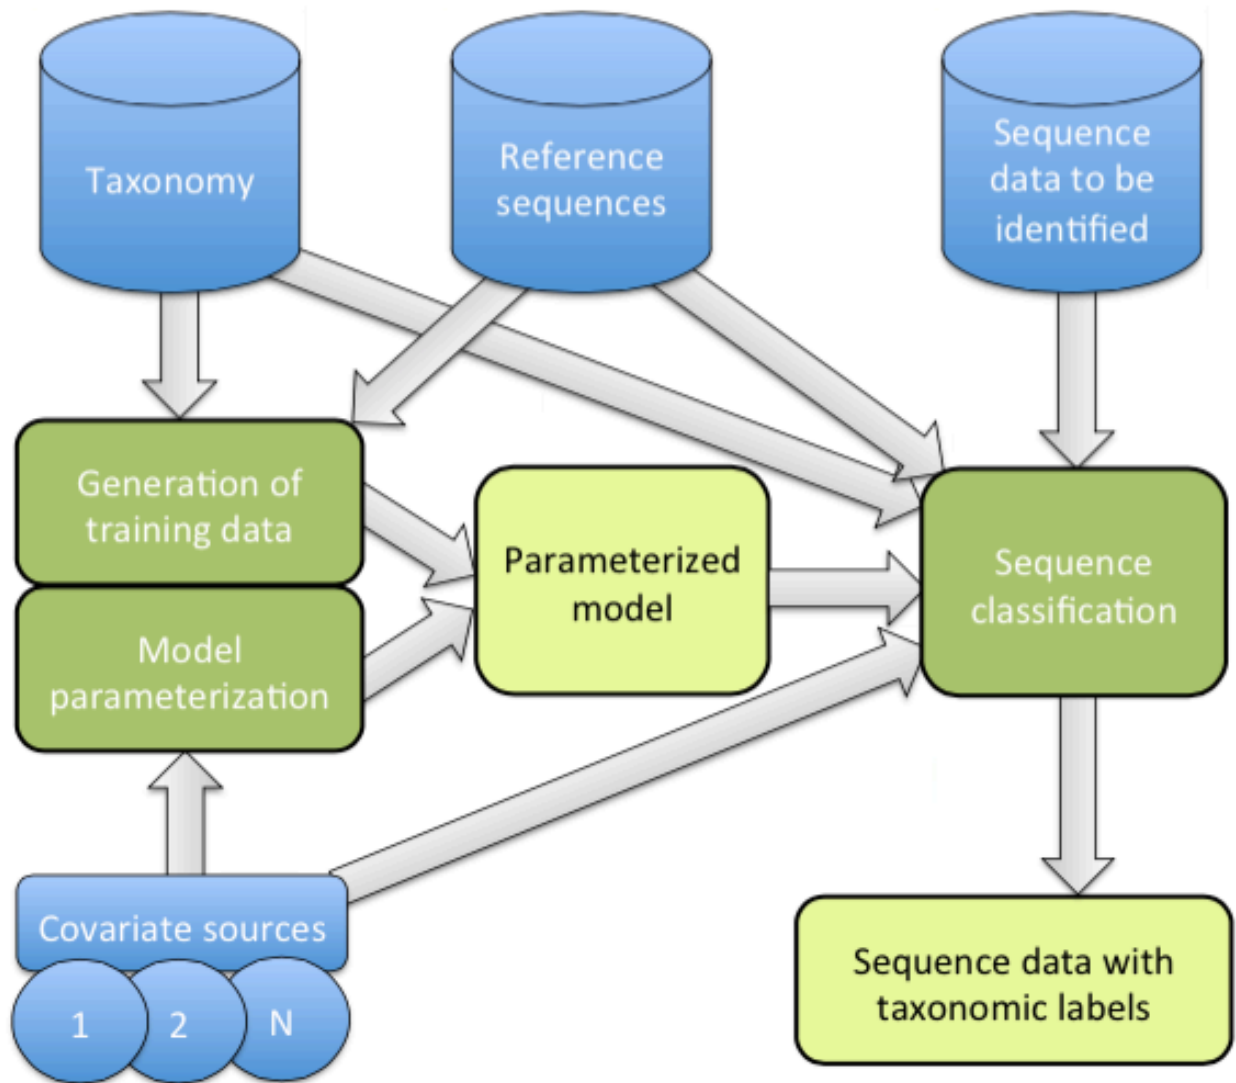 Taxonomy
Reference
sequences
Sequence
data to be
identified
Generation of
training data
Parameterized
model
Sequence
classification
Model
parameterization
Covariate sources
1
2
N
Sequence data with
taxonomic labels